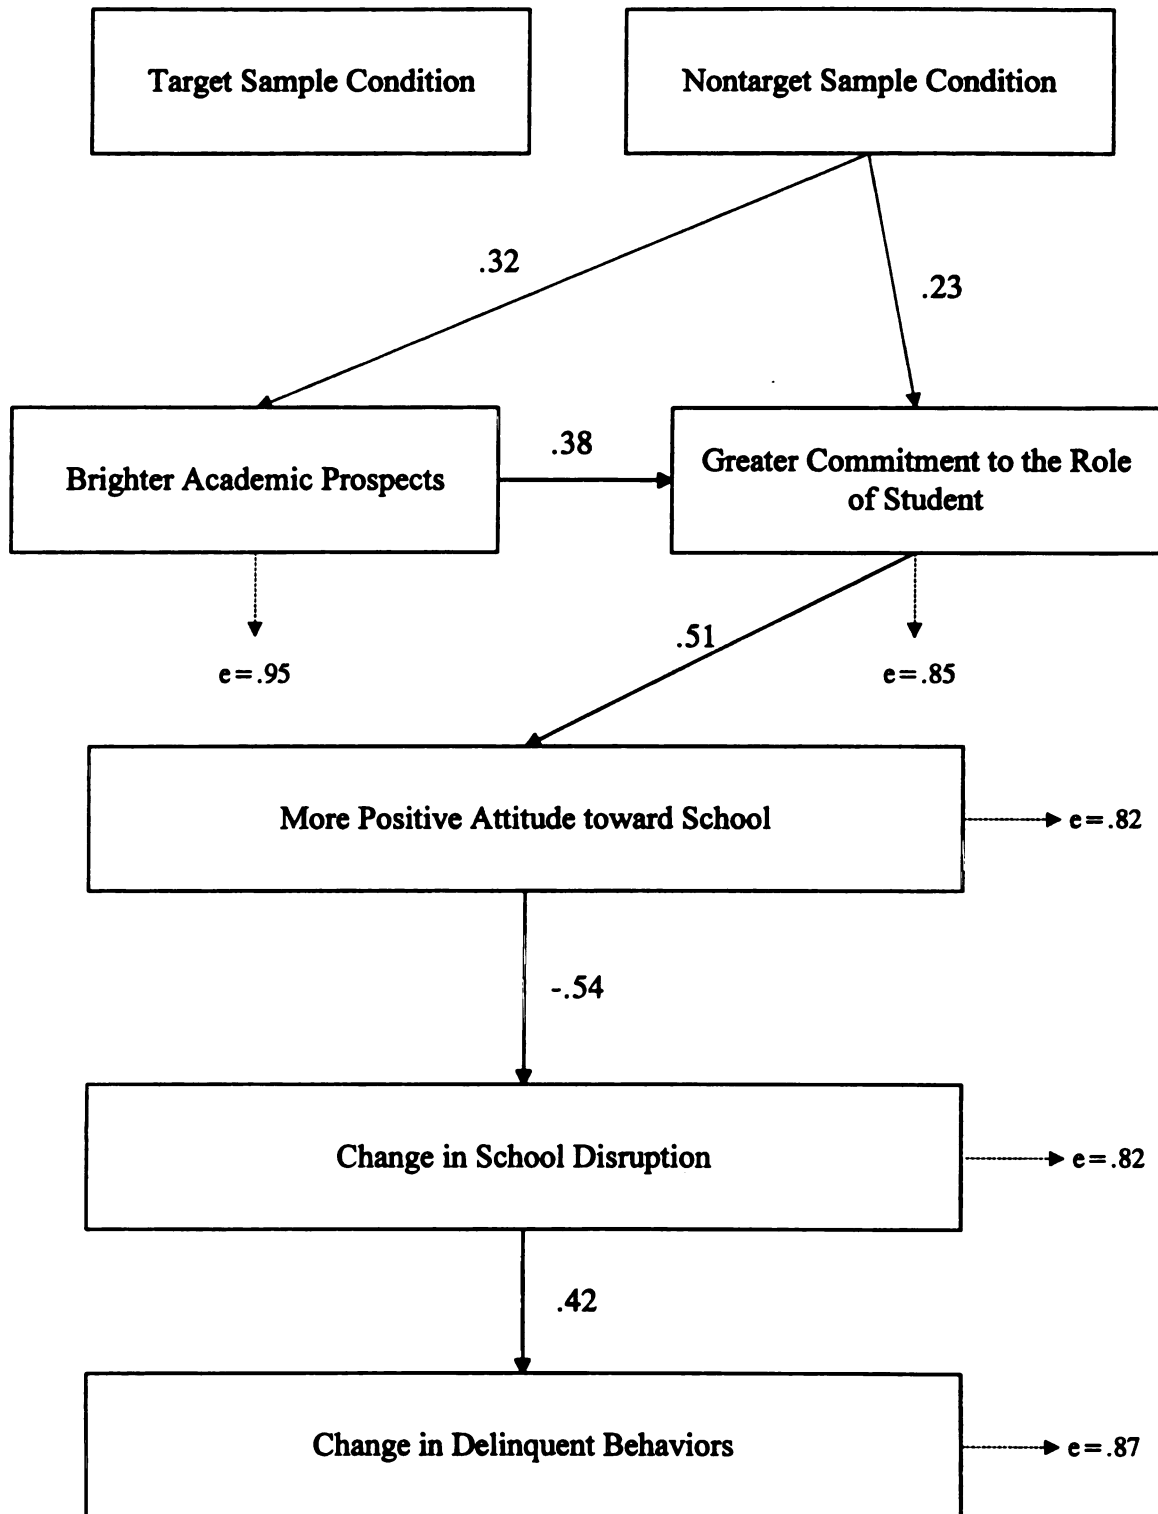 Target Sample Condition
Nontarget Sample Condition
.32
.23
Brighter Academic Prospects
.38
Greater Commitment to the Role
of Student
e=.95
.51
e=.85
More Positive Attitude toward School
e=.82
-.54
Change in School Disruption
e=.82
.42
Change in Delinquent Behaviors
e=.87